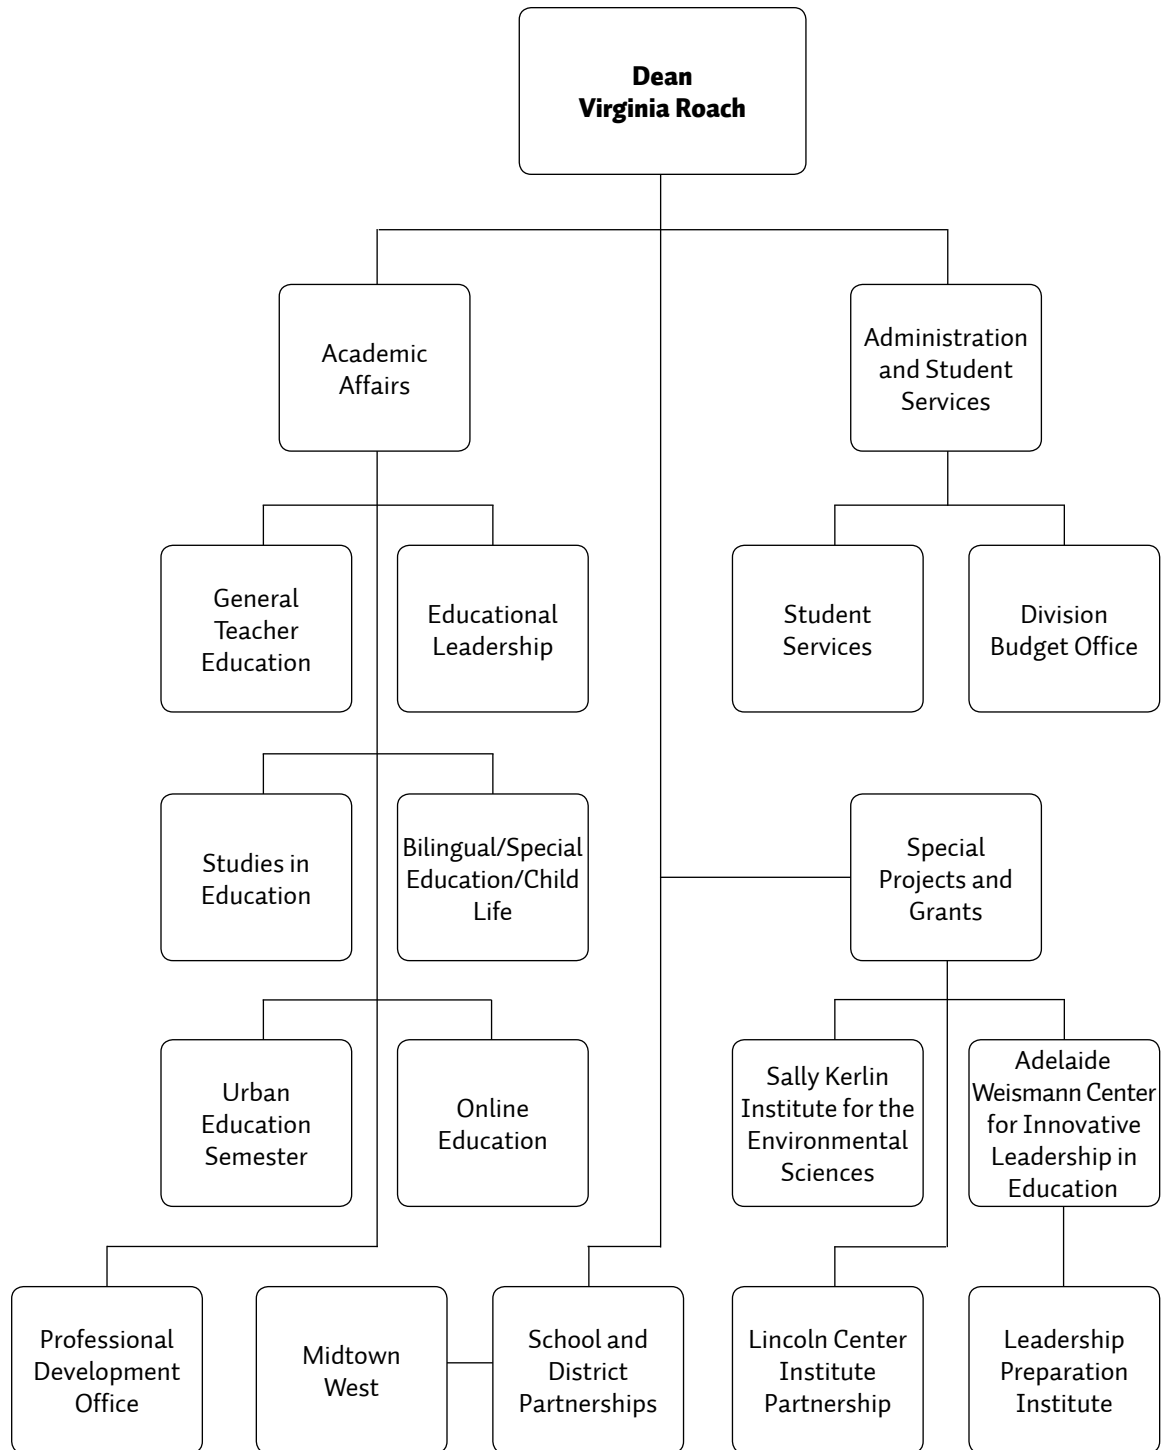 Dean
Virginia Roach
Academic
Affairs
Administration
and Student
Services
General
Teacher
Education
Educational
Leadership
Student
Services
Division
Budget Office
Studies in
Education
Bilingual/Special
Education/Child
Life
Special
Projects and
Grants
Urban
Education
Semester
Online
Education
Sally Kerlin
Institute for the
Environmental
Sciences
Adelaide
Weismann Center
for Innovative
Leadership in
Education
Professional
Development
Office
Midtown
West
School and
District
Partnerships
Lincoln Center
Institute
Partnership
Leadership
Preparation
Institute